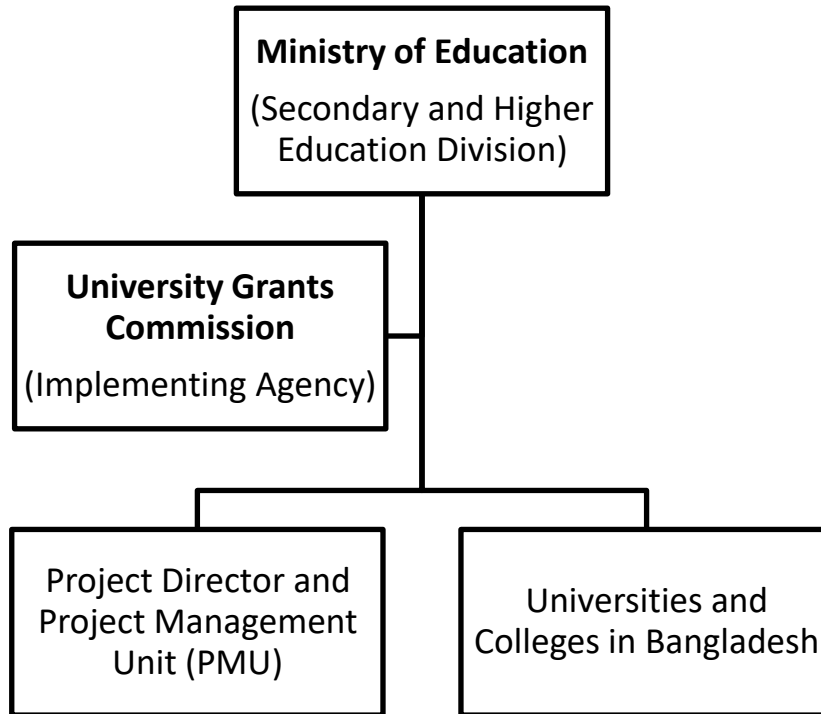 Ministry of Education
(Secondary and Higher
Education Division)
University Grants
Commission
(Implementing Agency)
Project Director and
Project Management
Unit (PMU)
Universities and
Colleges in Bangladesh